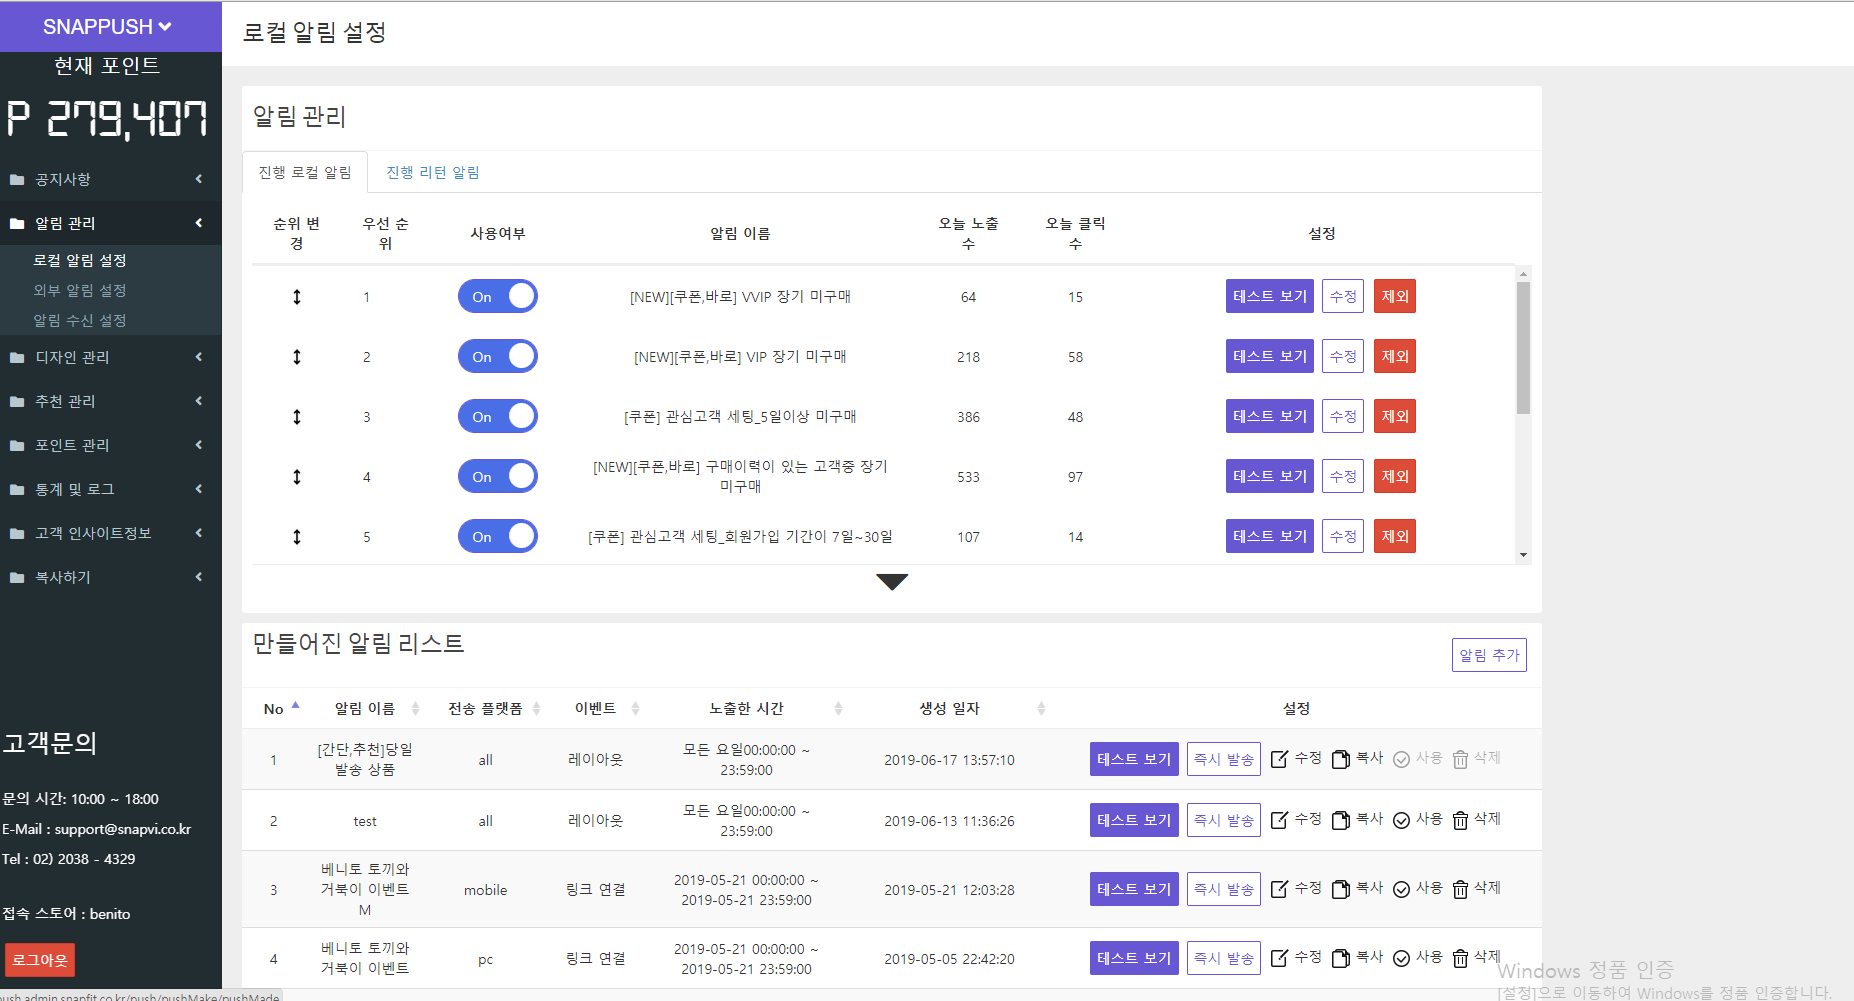 SNAPPUSH
현재 포인트
P 279,407
공지사항
알림 관리
로컬 알림 설정
외부 알림 설정
알림 수신 설정
디자인 관리
추천 관리
포인트 관리
통계 및 로그
고객 인사이트정보
복사하기
고객문의
문의 시간: 10:00 ~ 18:00
E-Mail : support@snapvi.co.kr
Tel : 02) 2038 - 4329
접속 스토어 : benito
로그아웃
로컬 알림 설정
알림 관리
진행 로컬 알림 진행 리턴 알림
순위 변경 우선 순위 사용여부 알림 이름 오늘 노출수 오늘 클릭수 설정
1 On [NEW][쿠폰,바로] VVIP 장기 미구매 64 15 테스트 보기 수정 제외
2 On [NEW][쿠폰,바로] VIP 장기 미구매 218 58 테스트 보기 수정 제외
3 On [쿠폰] 관심고객 세팅_5일이상 미구매 386 48 테스트 보기 수정 제외
4 On [NEW][쿠폰,바로] 구매이력이 있는 고객중 장기 미구매 533 97 테스트 보기 수정 제외
5 On [쿠폰] 관심고객 세팅_회원가입 기간이 7일~30일 107 14 테스트 보기 수정 제외
만들어진 알림 리스트
알림 추가
No 알림 이름 전송 플랫폼 이벤트 노출한 시간 생성 일자 설정
1 [간단,추천]당일 발송 상품 all 레이아웃 모든 요일00:00:00 ~ 23:59:00 2019-06-17 13:57:10 테스트 보기 즉시 발송 수정 복사 사용 삭제
2 test all 레이아웃 모든 요일00:00:00 ~ 23:59:00 2019-06-13 11:36:26 테스트 보기 즉시 발송 수정 복사 사용 삭제
3 베니토 토끼와 거북이 이벤트 M mobile 링크 연결 2019-05-21 00:00:00 ~ 2019-05-21 23:59:00 2019-05-21 12:03:28 테스트 보기 즉시 발송 수정 복사 사용 삭제
4 베니토 토끼와 거북이 이벤트 pc 링크 연결 2019-05-21 00:00:00 ~ 2019-05-21 23:59:00 2019-05-05 22:42:20 테스트 보기 즉시 발송 수정 복사 사용 삭제
Windows 정품 인증
[설정]으로 이동하여 Windows를 정품 인증합니다.
push.admin.snapfit.co.kr/push/pushMake/pushMade